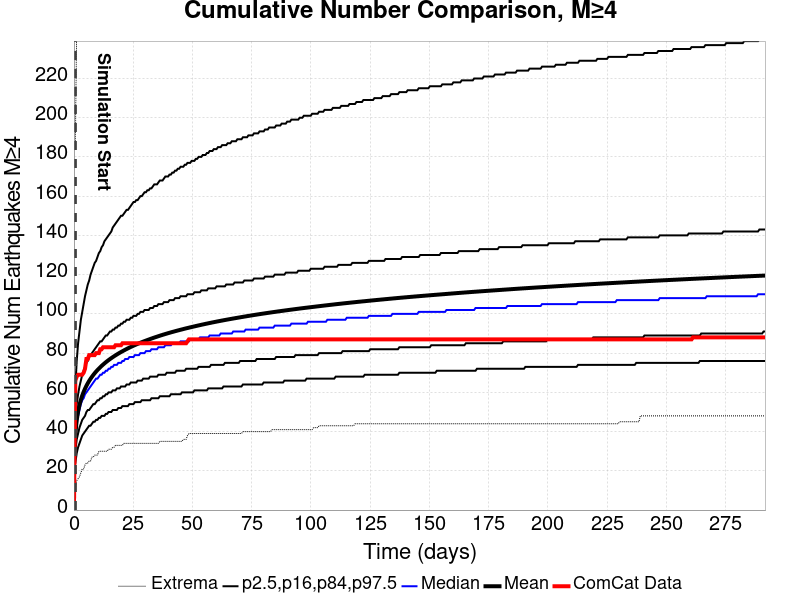 Cumulative Number Comparison, M≥4
Cumulative Num Earthquakes M≥4
220
200
180
160
140
120
100
80
60
40
20
0
Simulation Start
0 25 50 75 100 125 150 175 200 225 250 275
Time (days)
Extrema p2.5,p16,p84,p97.5 Median Mean ComCat Data